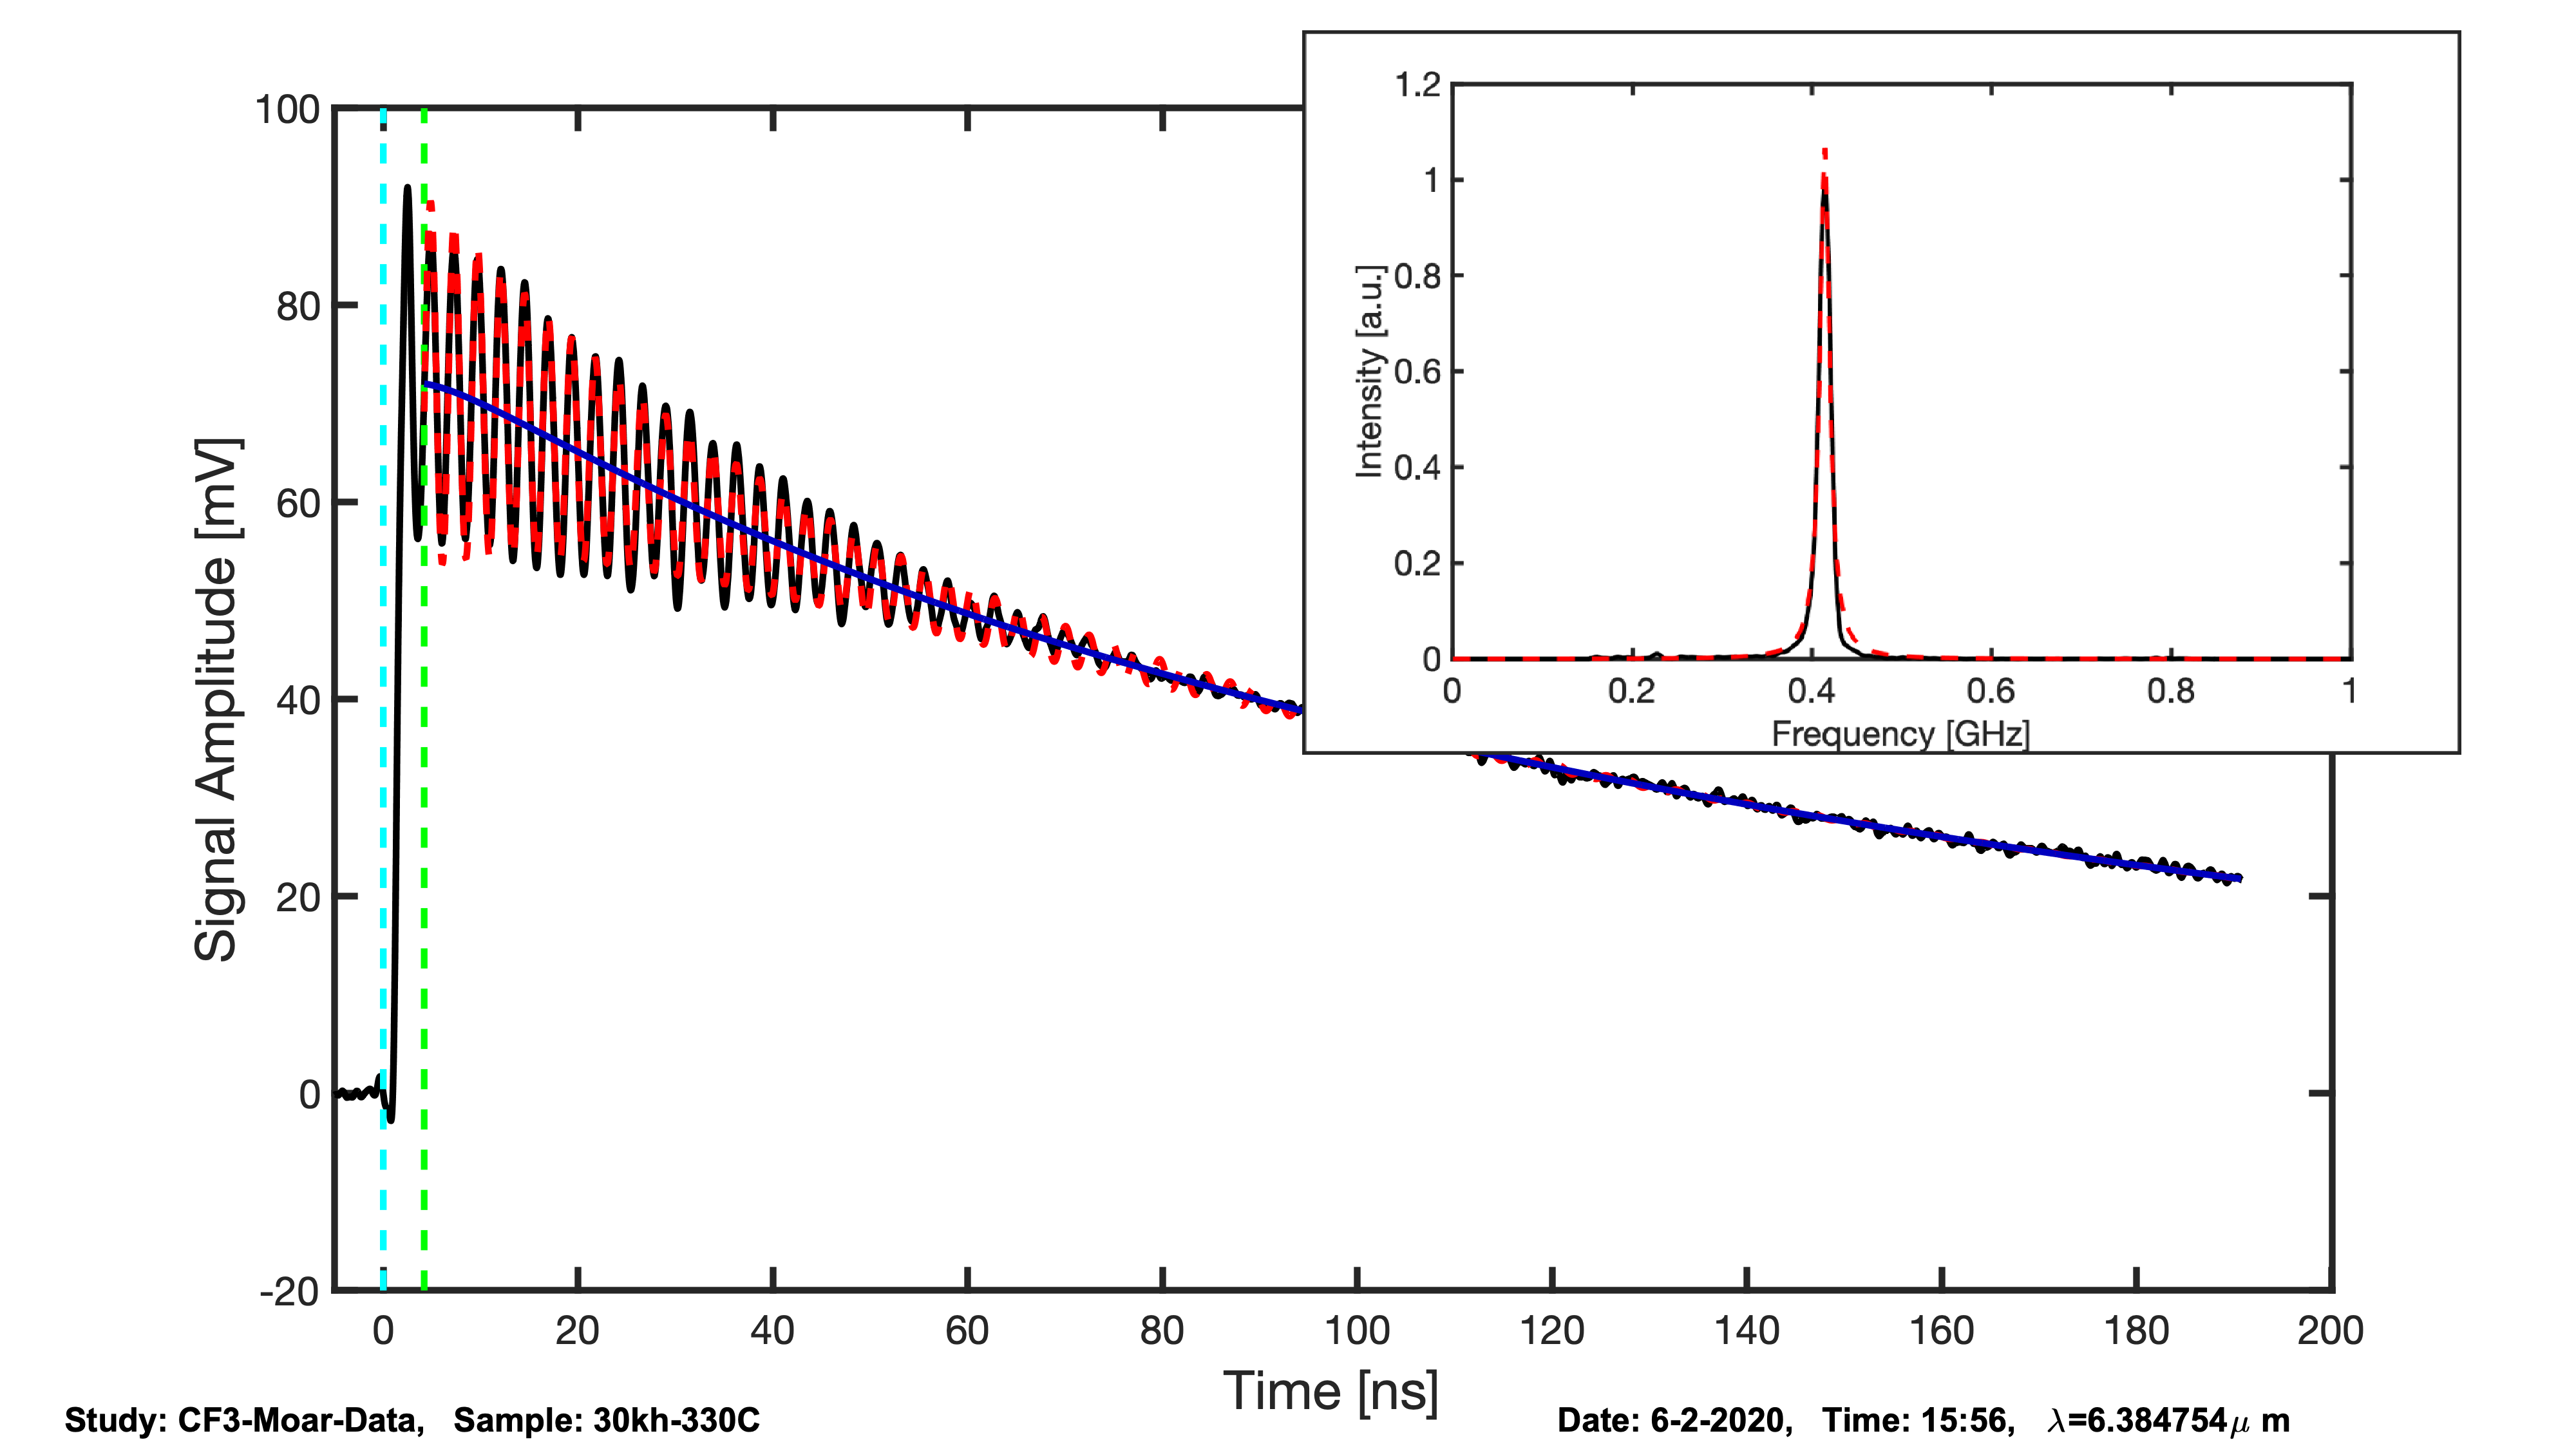 100
80
60
40
20
0
-20
Signal Amplitude [mV]
0 20 40 60 80 100 120 140 160 180 200
Time [ns]
1.2
1
0.8
0.6
0.4
0.2
0
Intensity [a.u.]
0 0.2 0.4 0.6 0.8 1
Frequency [GHz]
Study: CF3-Moar-Data, Sample: 30kh-330C
Date: 6-2-2020, Time: 15:56, λ=6.384754μ m